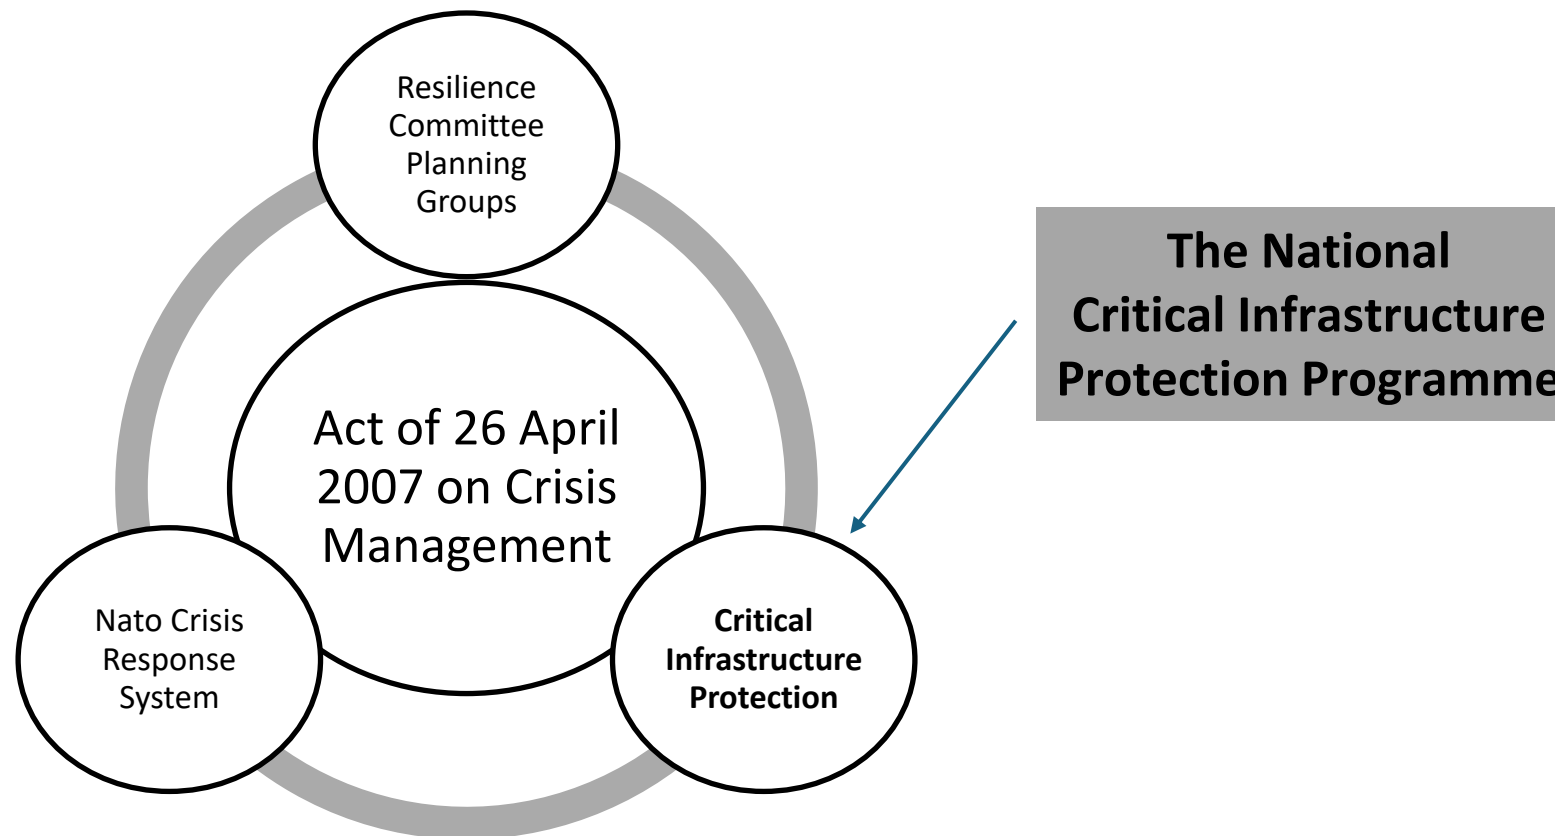 Resilience
Committee
Planning
Groups
The National
Critical Infrastructure
Protection Programme
Act of 26 April
2007 on Crisis
Management
Nato Crisis
Response
System
Critical
Infrastructure
Protection